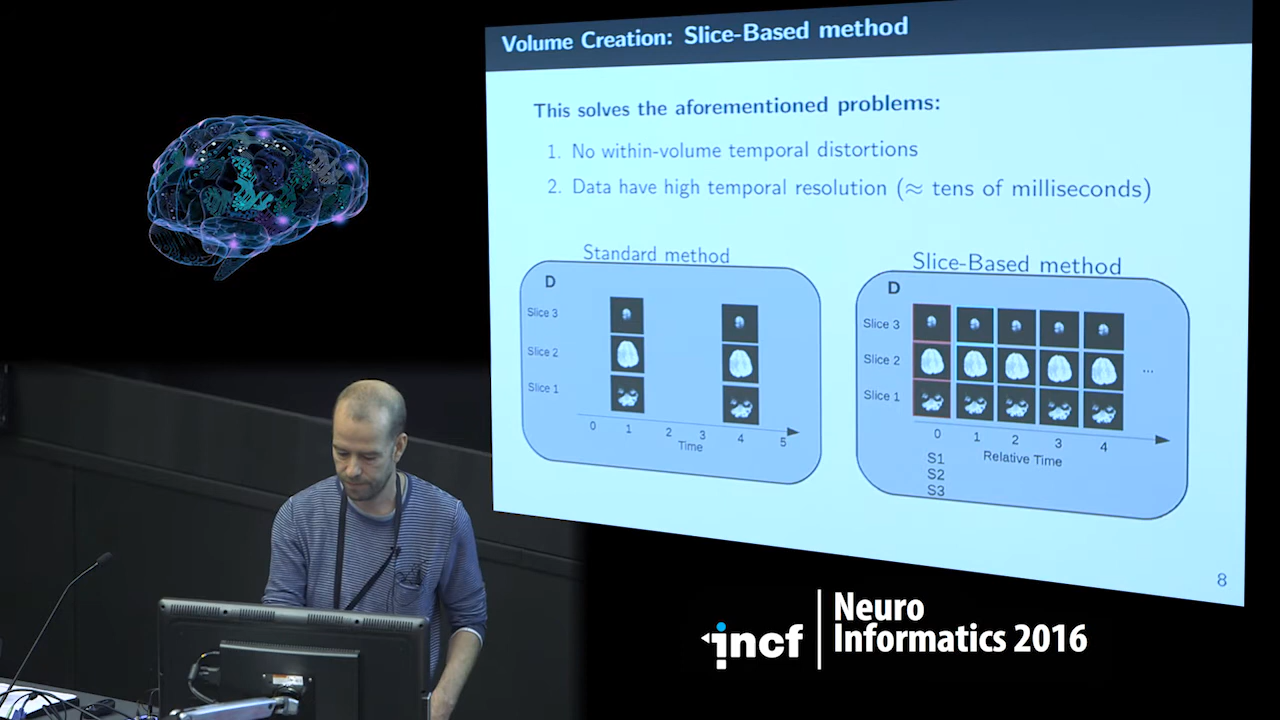 Volume Creation: Slice-Based method
This solves the aforementioned problems:
1. No within-volume temporal distortions
2. Data have high temporal resolution (≈ tens of milliseconds)
Standard method
D
Slice 3
Slice 2
Slice 1
0 1 2 3 4 5
Time
Slice-Based method
D
Slice 3
Slice 2
Slice 1
...
0 1 2 3 4
Relative Time
S1
S2
S3
8
incf
Neuro
Informatics 2016